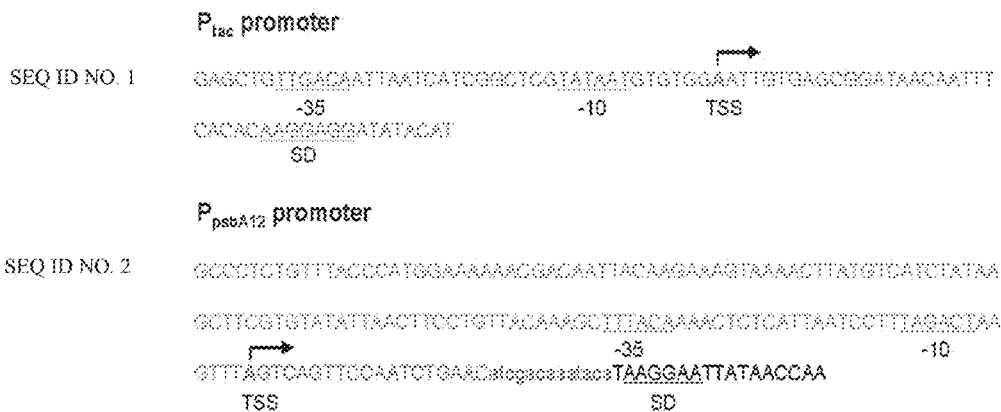 Ptac promoter
SEQ ID NO. 1 GAGCTGTTGACAATTAATCATCGGCTCGTATAATGTGTGGAATTGTGAGCGGATAACAATTT
-35 -10 TSS
CACACAAGGAGGATATACAT
SD
PpsbA12 promoter
SEQ ID NO. 2 GCCCTCTGTTTACCCATGGAAAAAACGACAATTACAAGAAAGTAAAACTTATGTCATCTATAA
GCTTCGTGTATATTAACTTCCTGTTACAAAGCTTTACAAAACTCTCATTAATCCTTTAGACTAA
-35 -10
GTTTAGTCAGTTCCAATCTGAACatcgacaaatacaTAAGGAATTATAACCAA
TSS SD